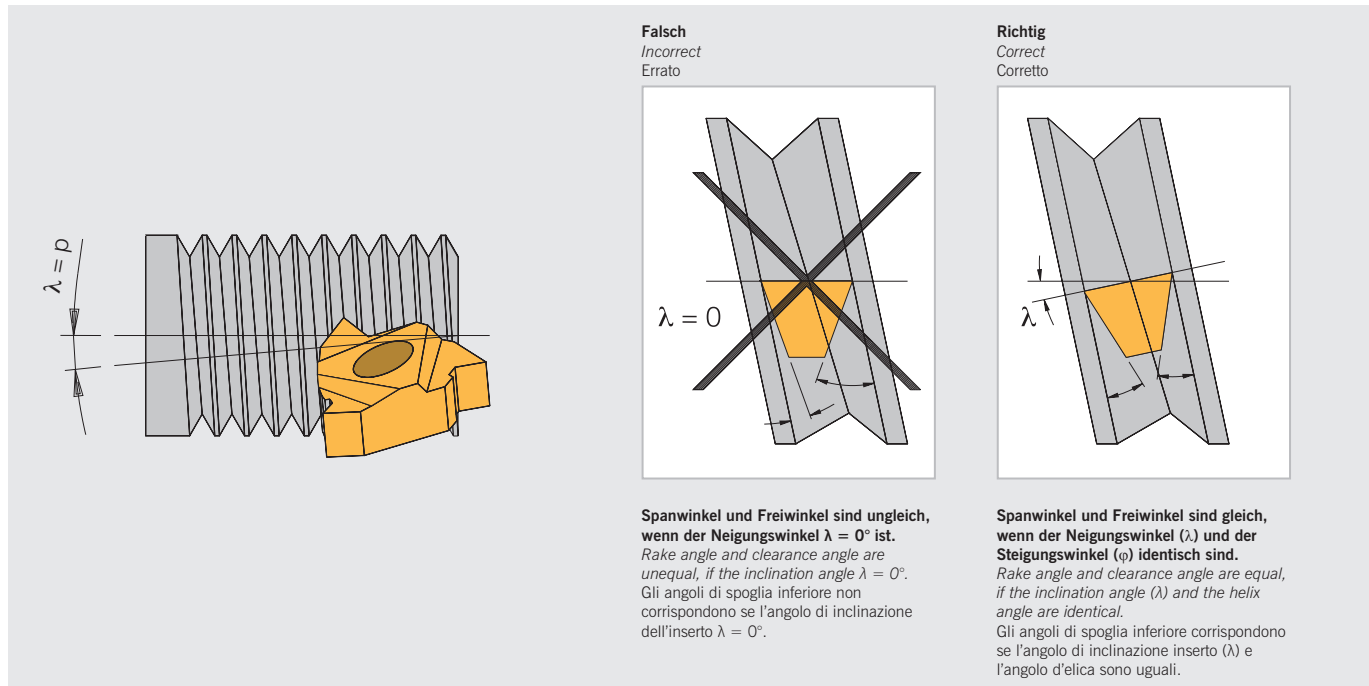 λ = p
Falsch
Incorrect
Errato
λ = 0
Spanwinkel und Freiwinkel sind ungleich,
wenn der Neigungswinkel λ = 0° ist.
Rake angle and clearance angle are
unequal, if the inclination angle λ = 0°.
Gli angoli di spoglia inferiore non
corrispondono se l’angolo di inclinazione
dell’inserto λ = 0°.
Richtig
Correct
Corretto
λ
Spanwinkel und Freiwinkel sind gleich,
wenn der Neigungswinkel (λ) und der
Steigungswinkel (φ) identisch sind.
Rake angle and clearance angle are equal,
if the inclination angle (λ) and the helix
angle are identical.
Gli angoli di spoglia inferiore corrispondono
se l’angolo di inclinazione inserto (λ) e
l’angolo d’elica sono uguali.